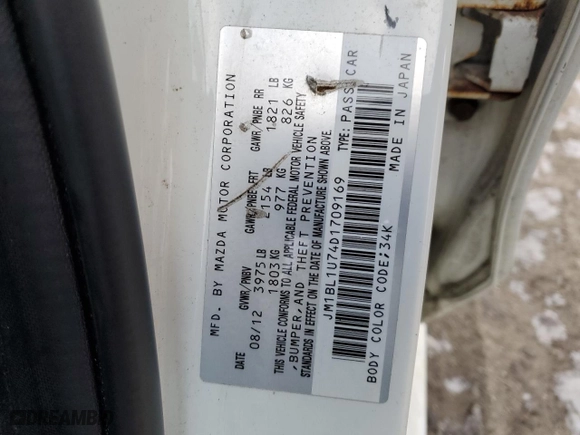 MFD. BY MAZDA MOTOR CORPORATION
DATE GVWR/PNBV GAWR/PNBE FRT GAWR/PNBE RR
08/12 3975 LB 2154 LB 1821 LB
1803 KG 977 KG 826 KG
THIS VEHICLE CONFORMS TO ALL APPLICABLE FEDERAL MOTOR VEHICLE SAFETY
, BUMPER, AND THEFT PREVENTION
STANDARDS IN EFFECT ON THE DATE OF MANUFACTURE SHOWN ABOVE.
JM1BL1U74D1709169 TYPE: PASSE CAR
BODY COLOR CODE;34K MADE IN JAPAN
DREAMBID